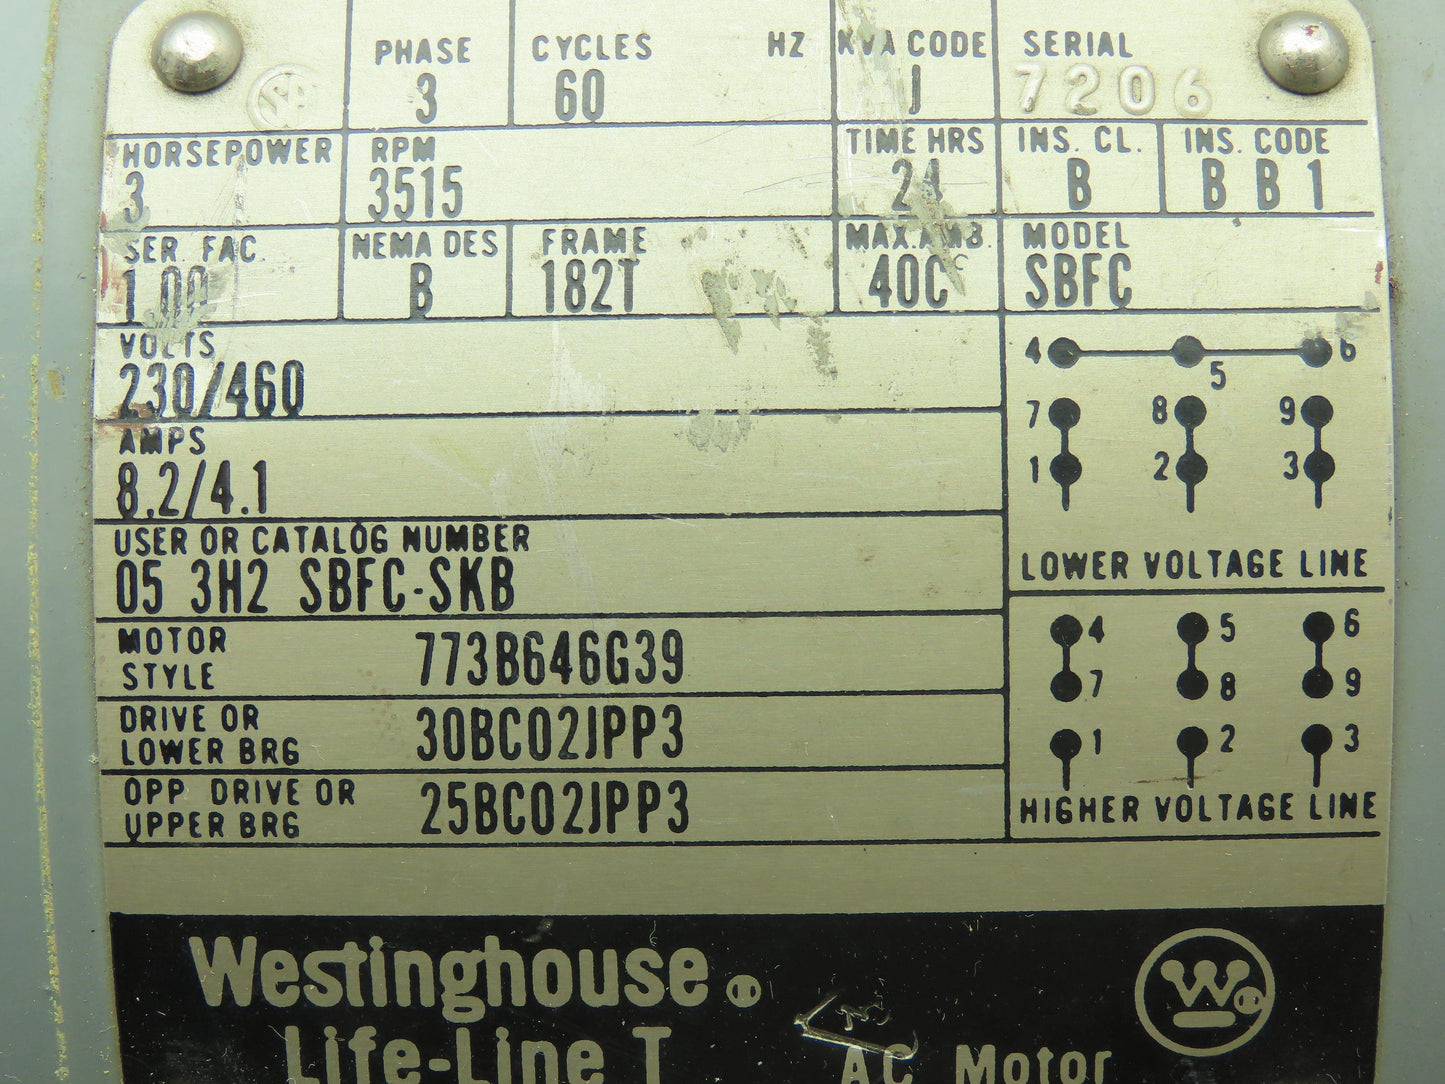 PHASE CYCLES HZ KVA CODE SERIAL
3 60 J 7206
HORSEPOWER RPM TIME HRS INS. CL. INS. CODE
3 3515 24 B B B 1
SER. FAC. NEMA DES FRAME MAX. AMB. MODEL
1.00 B 182T 40C° SBFC
VOLTS
230/460
AMPS
8.2/4.1
USER OR CATALOG NUMBER
05 3H2 SBFC-SKB
MOTOR
STYLE 773B646G39
DRIVE OR
LOWER BRG 30BC02JPP3
OPP. DRIVE OR
UPPER BRG 25BC02JPP3
4 5 6
7 8 9
1 2 3
LOWER VOLTAGE LINE
4 5 6
7 8 9
1 2 3
HIGHER VOLTAGE LINE
Westinghouse
W
Life-Line T AC Motor